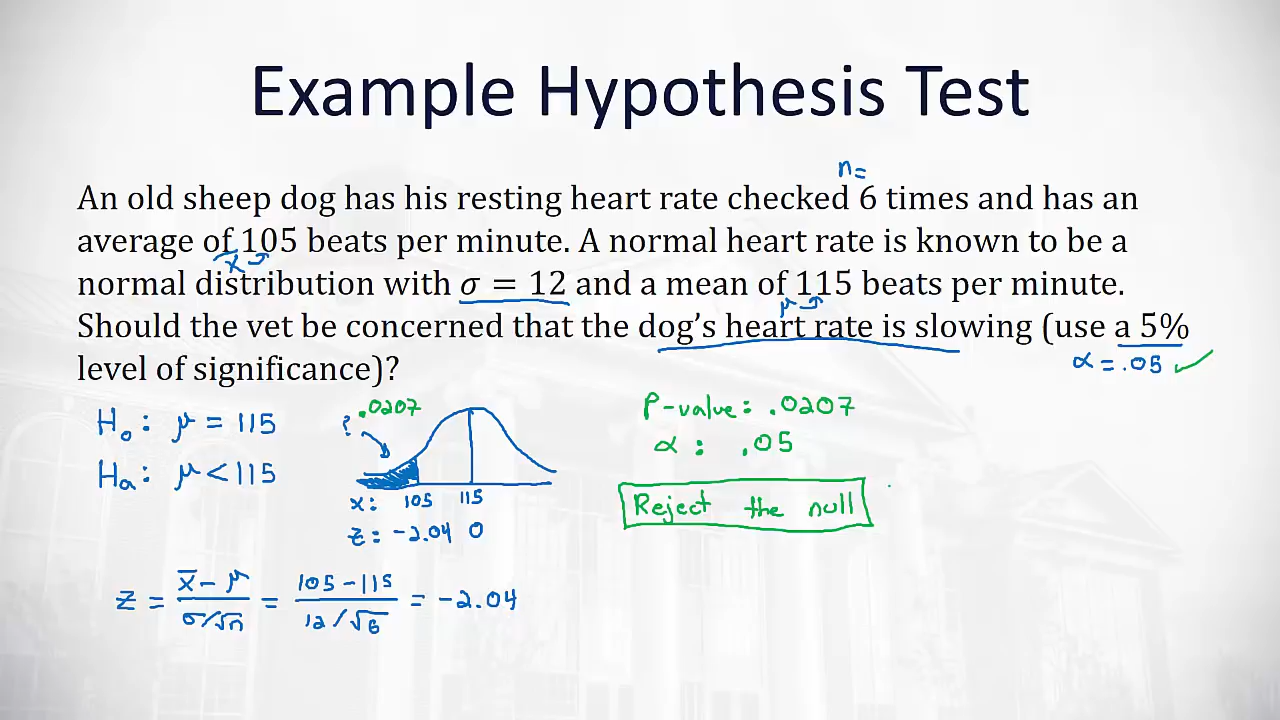 Example Hypothesis Test
n=
An old sheep dog has his resting heart rate checked 6 times and has an
average of 105 beats per minute. A normal heart rate is known to be a
x̄
normal distribution with σ = 12 and a mean of 115 beats per minute.
μ
Should the vet be concerned that the dog's heart rate is slowing (use a 5%
level of significance)?
α = .05 ✓
H₀: μ = 115
Hₐ: μ < 115
.0207
?
x: 105 115
z: -2.04 0
P-value: .0207
α: .05
Reject the null
z = (x̄ - μ) / (σ/√n) = (105 - 115) / (12/√6) = -2.04